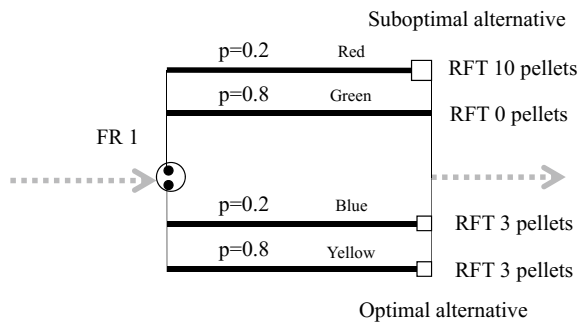 Suboptimal alternative
p=0.2 Red RFT 10 pellets
p=0.8 Green RFT 0 pellets
FR 1
p=0.2 Blue RFT 3 pellets
p=0.8 Yellow RFT 3 pellets
Optimal alternative